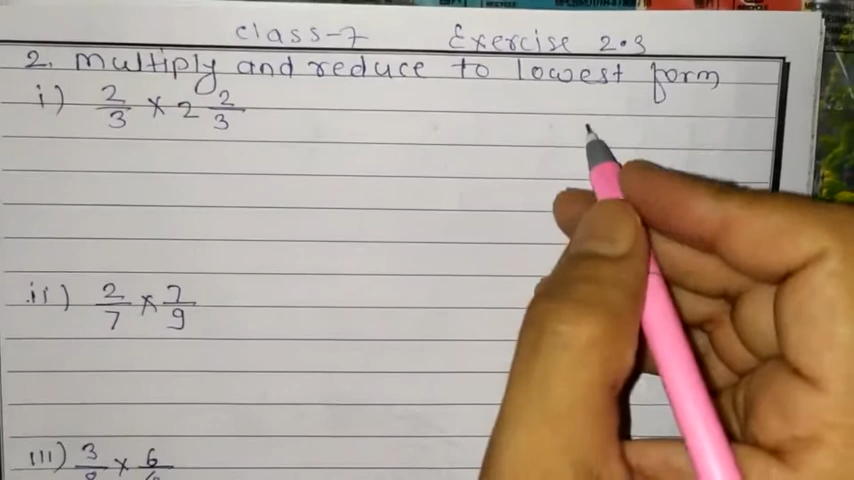 class-7 Exercise 2.3
2. Multiply and reduce to lowest form
i) 2/3 × 2 2/3
ii) 2/7 × 7/9
iii) 3/8 × 6/